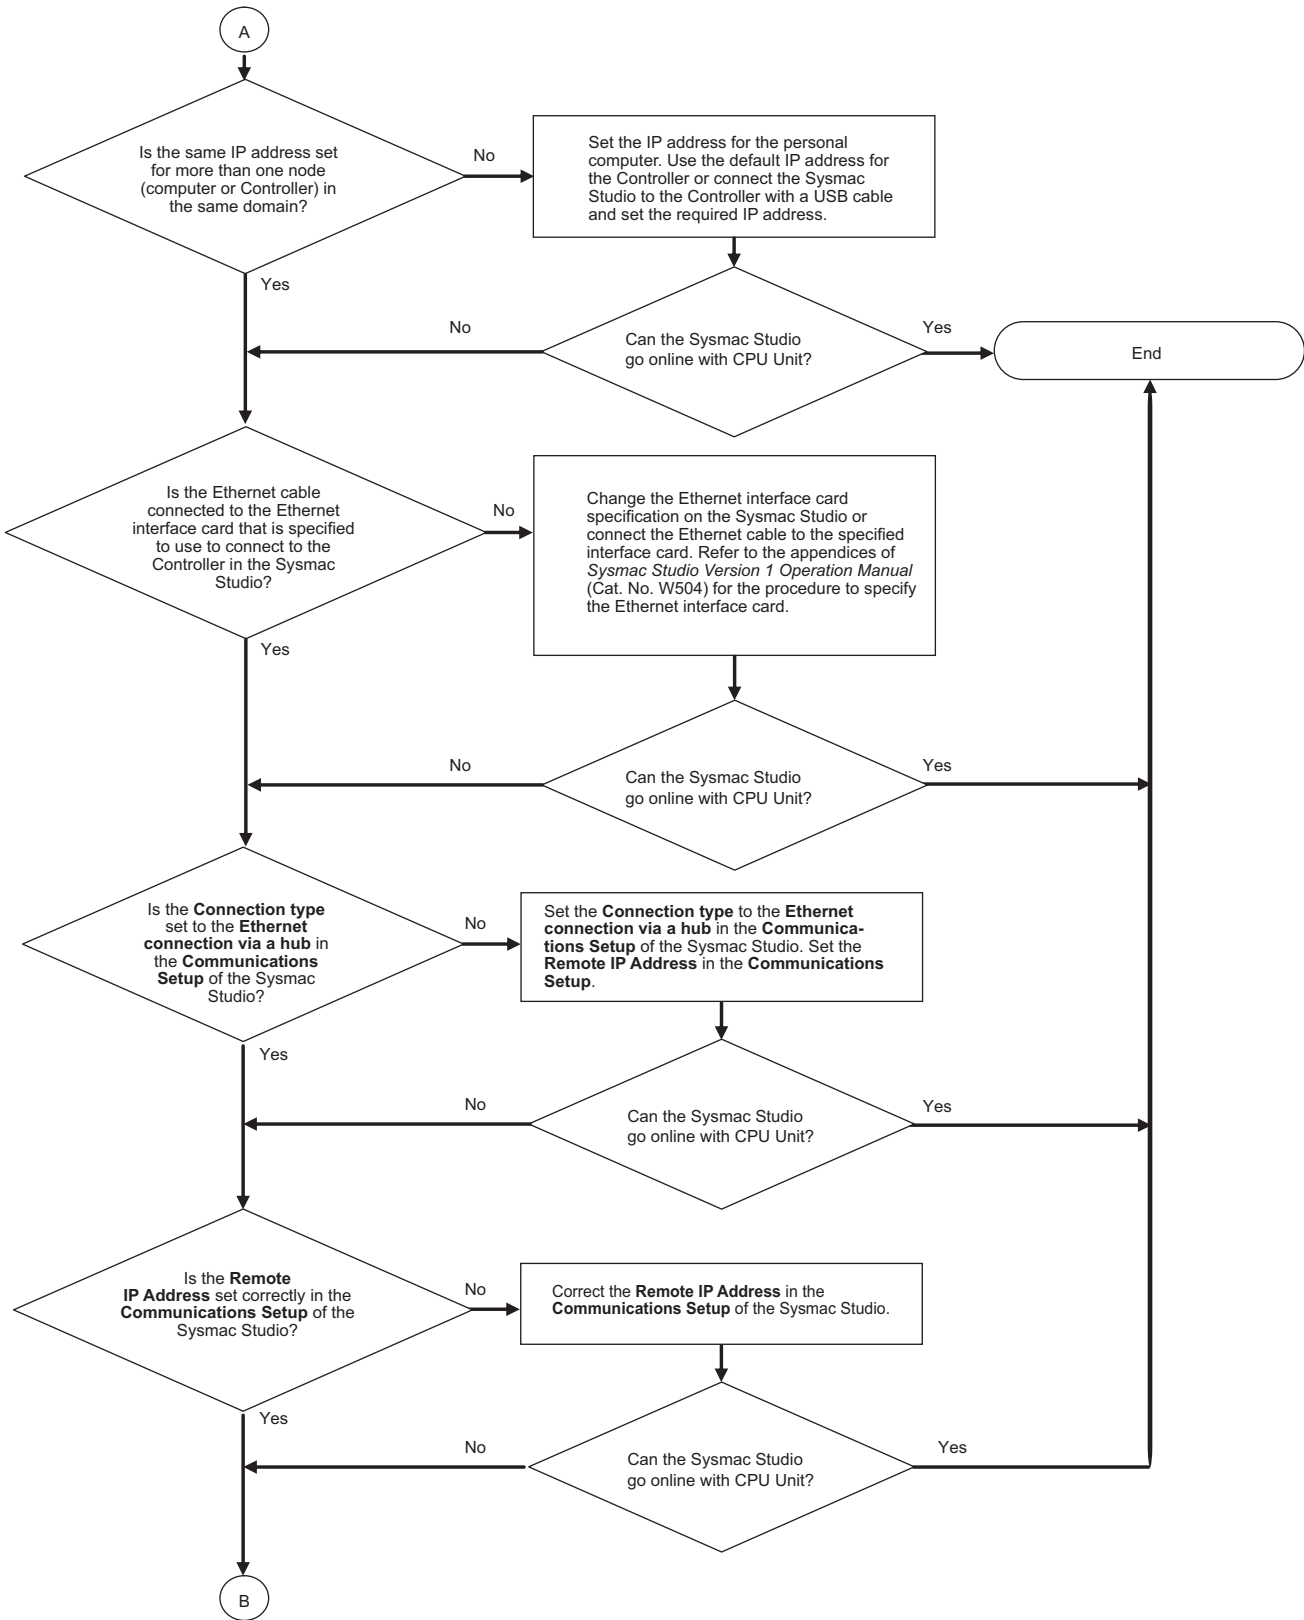 A
Is the same IP address set
for more than one node
(computer or Controller) in
the same domain?
No
Set the IP address for the personal
computer. Use the default IP address for
the Controller or connect the Sysmac
Studio to the Controller with a USB cable
and set the required IP address.
Yes
No
Can the Sysmac Studio
go online with CPU Unit?
Yes
End
Is the Ethernet cable
connected to the Ethernet
interface card that is specified
to use to connect to the
Controller in the Sysmac
Studio?
No
Change the Ethernet interface card
specification on the Sysmac Studio or
connect the Ethernet cable to the specified
interface card. Refer to the appendices of
Sysmac Studio Version 1 Operation Manual
(Cat. No. W504) for the procedure to specify
the Ethernet interface card.
Yes
No
Can the Sysmac Studio
go online with CPU Unit?
Yes
Is the Connection type
set to the Ethernet
connection via a hub in
the Communications
Setup of the Sysmac
Studio?
No
Set the Connection type to the Ethernet
connection via a hub in the Communica-
tions Setup of the Sysmac Studio. Set the
Remote IP Address in the Communications
Setup.
Yes
No
Can the Sysmac Studio
go online with CPU Unit?
Yes
Is the Remote
IP Address set correctly in the
Communications Setup of the
Sysmac Studio?
No
Correct the Remote IP Address in the
Communications Setup of the Sysmac Studio.
Yes
No
Can the Sysmac Studio
go online with CPU Unit?
Yes
B